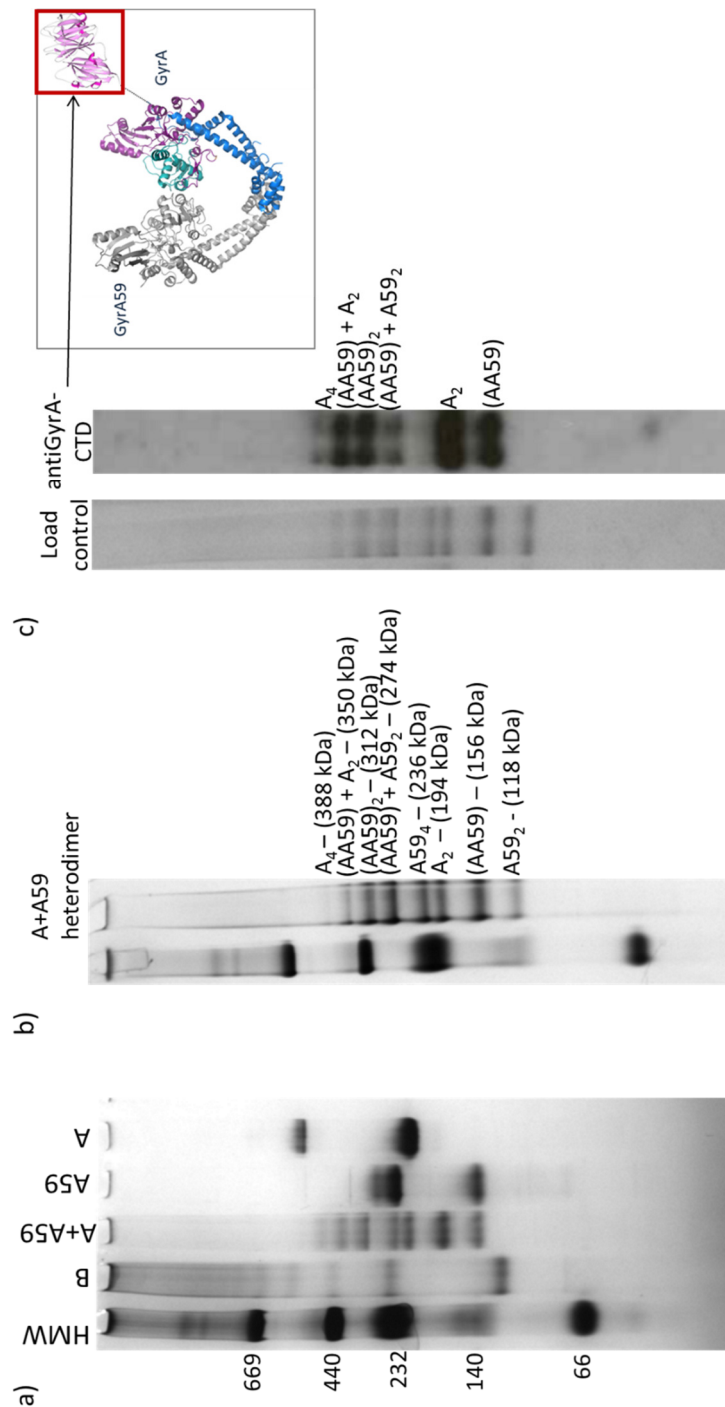 a)
HMW
B
A+A59
A59
A
669
440
232
140
66
b)
A+A59
heterodimer
A₄ – (388 kDa)
(AA59) + A₂ – (350 kDa)
(AA59)₂ – (312 kDa)
(AA59) + A59₂ – (274 kDa)
A59₄ – (236 kDa)
A₂ – (194 kDa)
(AA59) – (156 kDa)
A59₂ - (118 kDa)
c)
Load
control
antiGyrA-
CTD
A₄
(AA59) + A₂
(AA59)₂
(AA59) + A59₂
A₂
(AA59)
GyrA59
GyrA